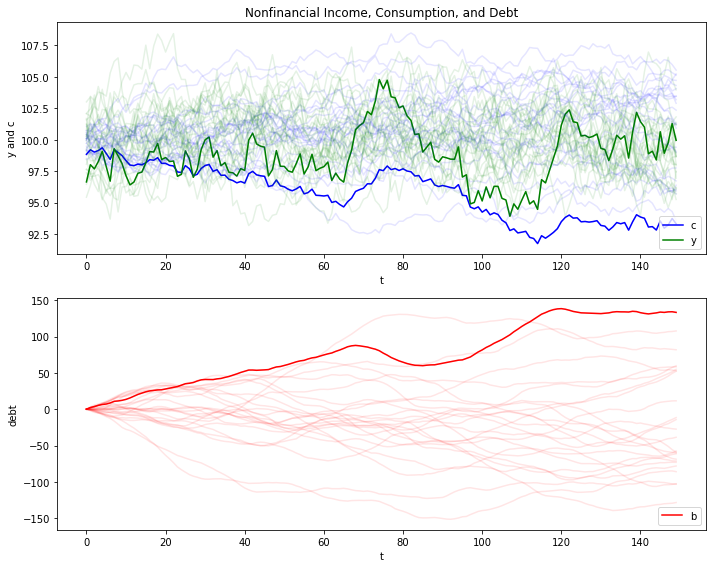 Nonfinancial Income, Consumption, and Debt
y and c
107.5
105.0
102.5
100.0
97.5
95.0
92.5
0 20 40 60 80 100 120 140
t
c
y
debt
150
100
50
0
−50
−100
−150
0 20 40 60 80 100 120 140
t
b